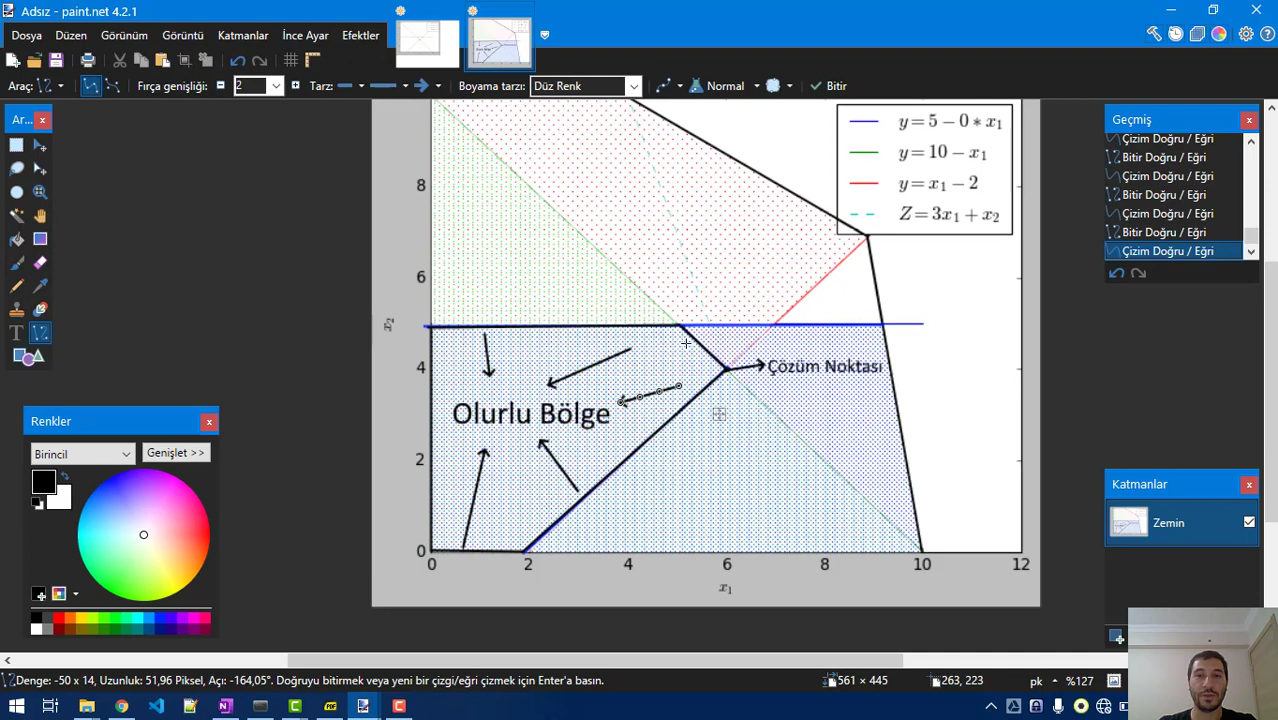 Adsız - paint.net 4.2.1
Dosya Düzen Görünüm Görüntü Katmanlar İnce Ayar Efektler
Araç: Fırça genişliği: 2 Tarz: Boyama tarzı: Düz Renk Normal Bitir
Ar...
Geçmiş
Çizim Doğru / Eğri
Bitir Doğru / Eğri
Çizim Doğru / Eğri
Bitir Doğru / Eğri
Çizim Doğru / Eğri
Bitir Doğru / Eğri
Çizim Doğru / Eğri
y = 5 − 0 * x₁
y = 10 − x₁
y = x₁ − 2
Z = 3x₁ + x₂
8
6
4
2
0
x₂
Çözüm Noktası
Olurlu Bölge
0 2 4 6 8 10 12
x₁
Renkler
Birincil
Genişlet >>
Katmanlar
Zemin
Denge: -50 x 14, Uzunluk: 51,96 Piksel, Açı: -164,05°. Doğruyu bitirmek veya yeni bir çizgi/eğri çizmek için Enter'a basın.
561 × 445 263, 223 pk %127